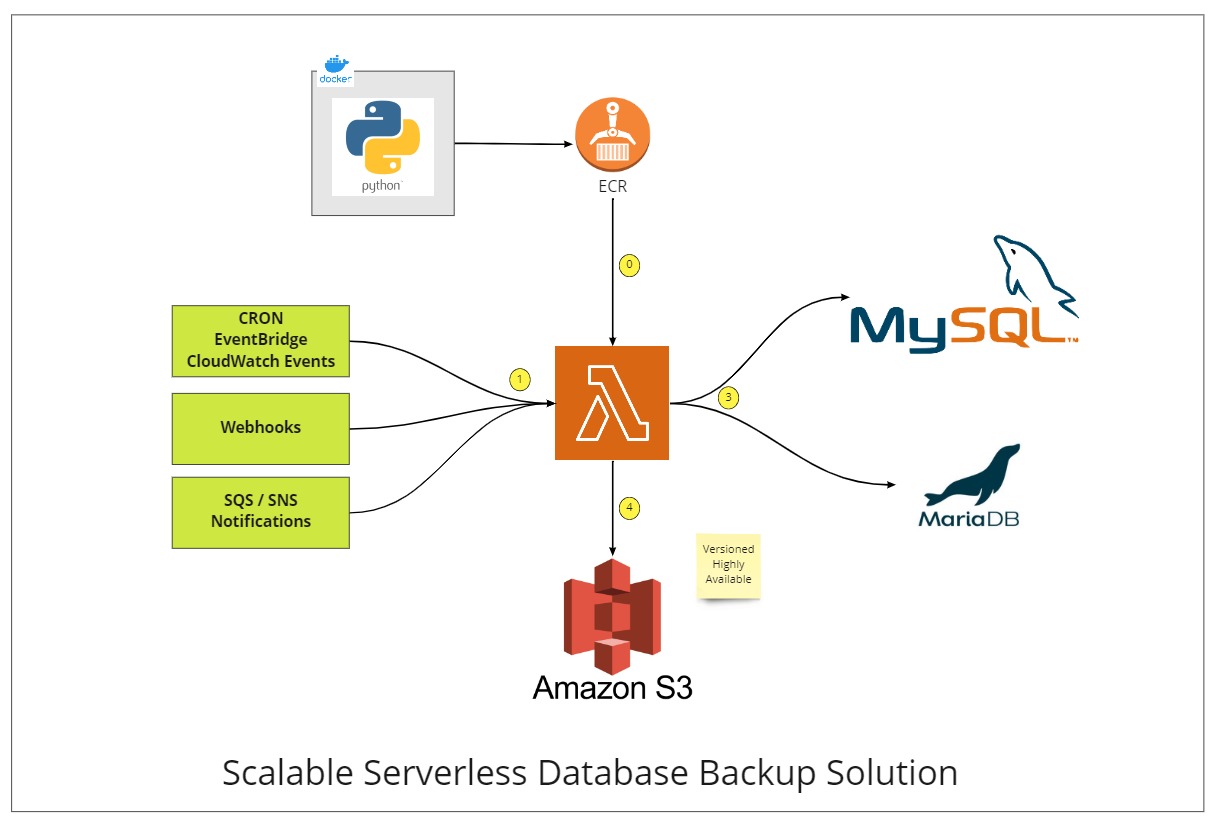 docker
python
ECR
0
CRON
EventBridge
CloudWatch Events
Webhooks
SQS / SNS
Notifications
1
MySQL™
3
MariaDB
4
Versioned
Highly
Available
Amazon S3
Scalable Serverless Database Backup Solution